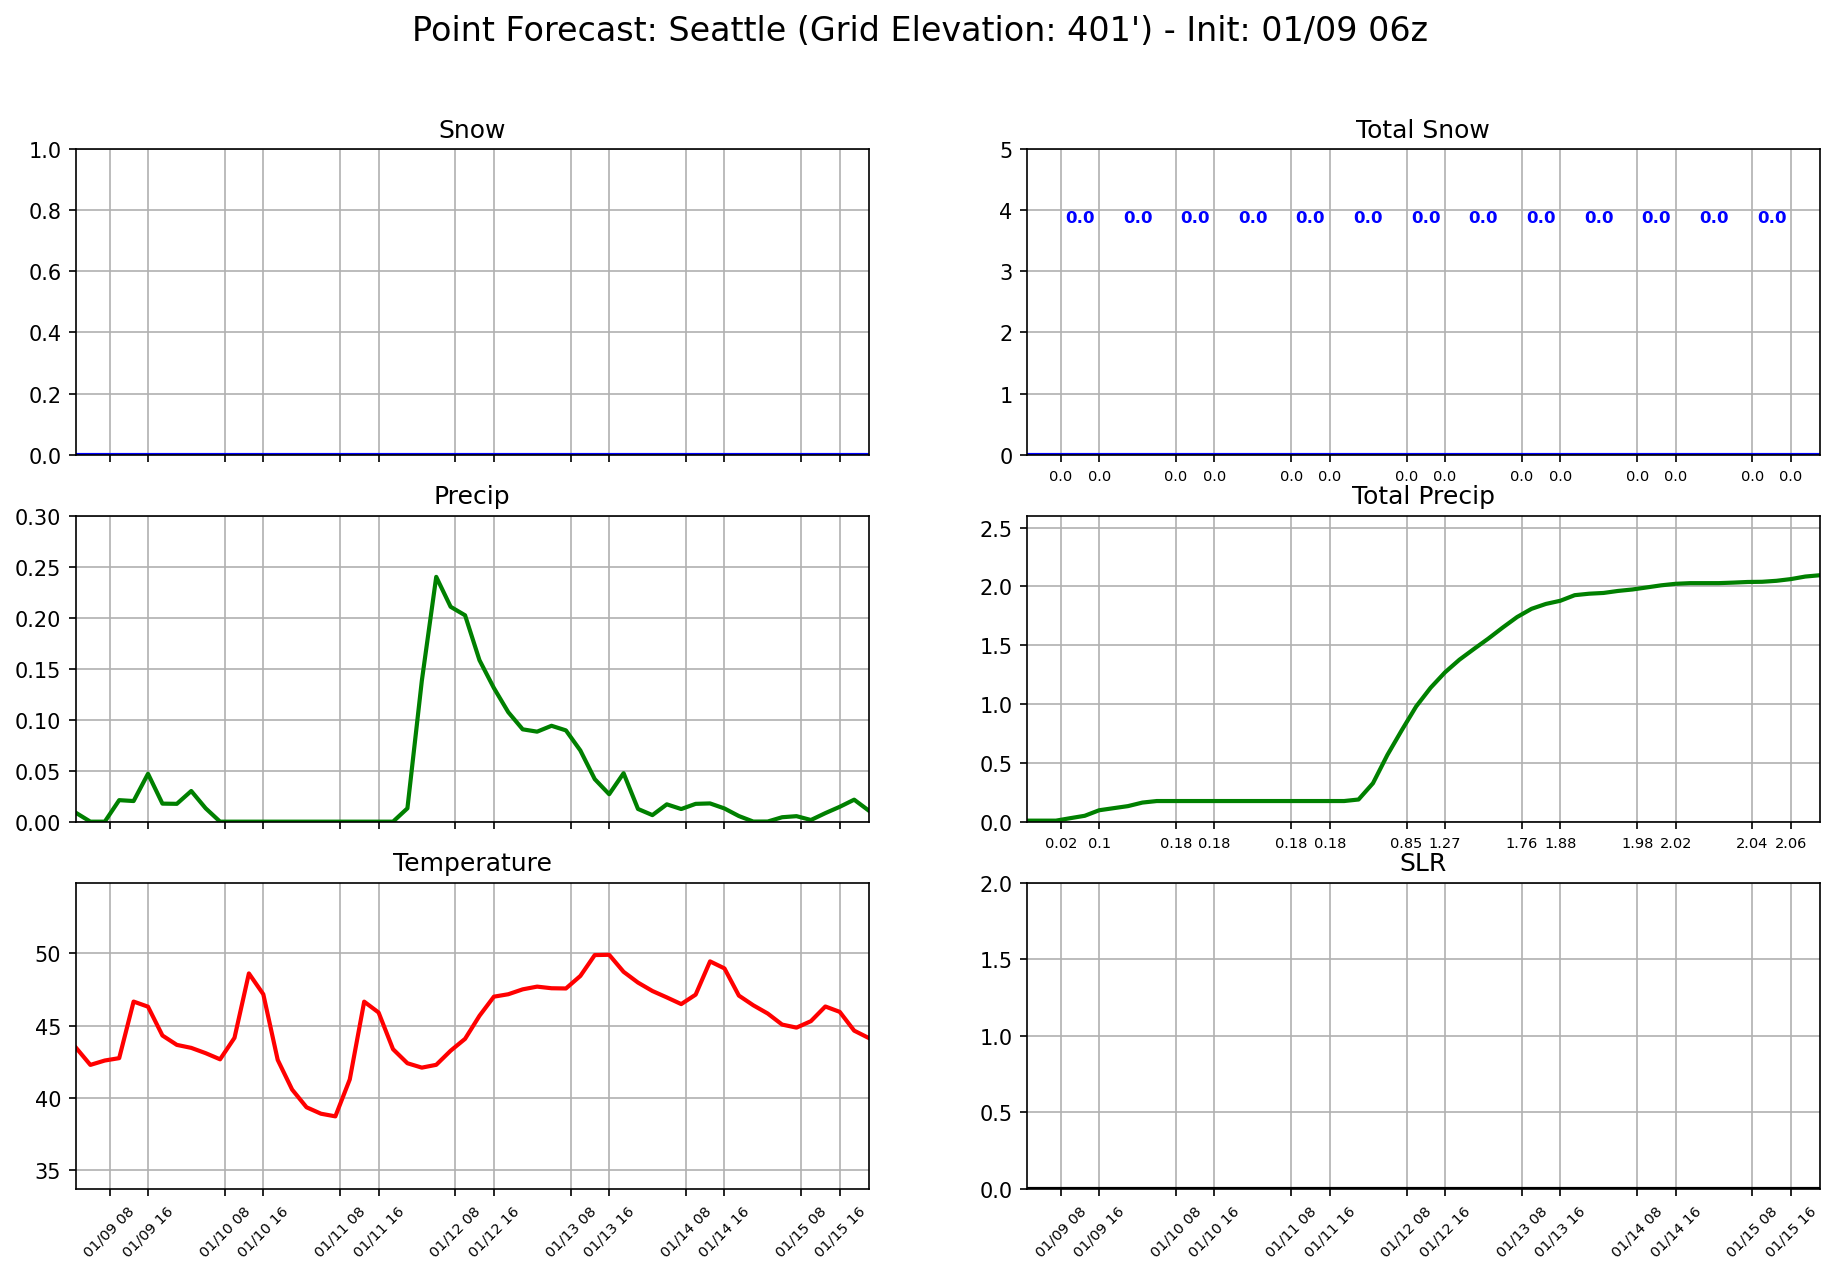 Point Forecast: Seattle (Grid Elevation: 401') - Init: 01/09 06z
Snow
1.0
0.8
0.6
0.4
0.2
0.0
Total Snow
5
4
3
2
1
0
0.0 0.0 0.0 0.0 0.0 0.0 0.0 0.0 0.0 0.0 0.0 0.0 0.0
0.0 0.0 0.0 0.0 0.0 0.0 0.0 0.0 0.0 0.0 0.0 0.0 0.0 0.0
Precip
0.30
0.25
0.20
0.15
0.10
0.05
0.00
Total Precip
2.5
2.0
1.5
1.0
0.5
0.0
0.02 0.1 0.18 0.18 0.18 0.18 0.85 1.27 1.76 1.88 1.98 2.02 2.04 2.06
Temperature
50
45
40
35
01/09 08 01/09 16 01/10 08 01/10 16 01/11 08 01/11 16 01/12 08 01/12 16 01/13 08 01/13 16 01/14 08 01/14 16 01/15 08 01/15 16
SLR
2.0
1.5
1.0
0.5
0.0
01/09 08 01/09 16 01/10 08 01/10 16 01/11 08 01/11 16 01/12 08 01/12 16 01/13 08 01/13 16 01/14 08 01/14 16 01/15 08 01/15 16